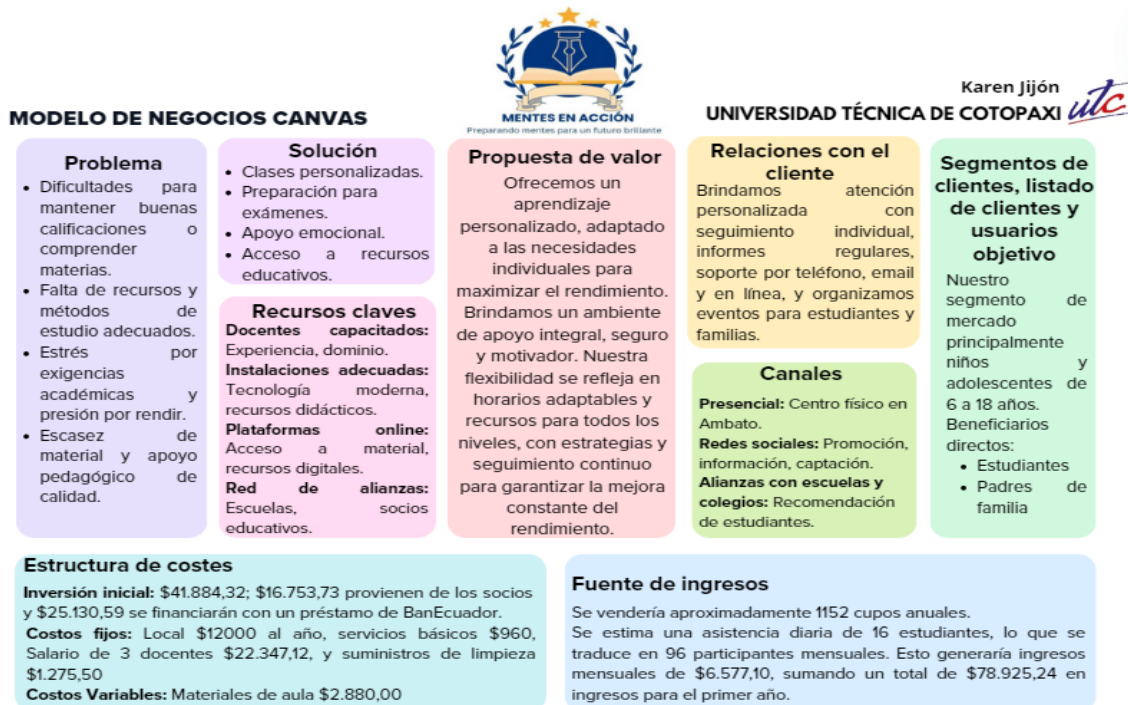 MENTES EN ACCIÓN
Preparando mentes para un futuro brillante
Karen Jijón
MODELO DE NEGOCIOS CANVAS
UNIVERSIDAD TÉCNICA DE COTOPAXI
utc
Problema
• Dificultades para
mantener buenas
calificaciones o
comprender
materias.
• Falta de recursos y
métodos de
estudio adecuados.
• Estrés por
exigencias
académicas y
presión por rendir.
• Escasez de
material y apoyo
pedagógico de
calidad.
Solución
• Clases personalizadas.
• Preparación para
exámenes.
• Apoyo emocional.
• Acceso a recursos
educativos.
Recursos claves
Docentes capacitados:
Experiencia, dominio.
Instalaciones adecuadas:
Tecnología moderna,
recursos didácticos.
Plataformas online:
Acceso a material,
recursos digitales.
Red de alianzas:
Escuelas, socios
educativos.
Propuesta de valor
Ofrecemos un
aprendizaje
personalizado, adaptado
a las necesidades
individuales para
maximizar el rendimiento.
Brindamos un ambiente
de apoyo integral, seguro
y motivador. Nuestra
flexibilidad se refleja en
horarios adaptables y
recursos para todos los
niveles, con estrategias y
seguimiento continuo
para garantizar la mejora
constante del
rendimiento.
Relaciones con el
cliente
Brindamos atención
personalizada con
seguimiento individual,
informes regulares,
soporte por teléfono, email
y en línea, y organizamos
eventos para estudiantes y
familias.
Canales
Presencial: Centro físico en
Ambato.
Redes sociales: Promoción,
información, captación.
Alianzas con escuelas y
colegios: Recomendación
de estudiantes.
Segmentos de
clientes, listado
de clientes y
usuarios
objetivo
Nuestro
segmento de
mercado
principalmente
niños y
adolescentes de
6 a 18 años.
Beneficiarios
directos:
• Estudiantes
• Padres de
familia
Estructura de costes
Inversión inicial: $41.884,32; $16.753,73 provienen de los socios
y $25.130,59 se financiarán con un préstamo de BanEcuador.
Costos fijos: Local $12000 al año, servicios básicos $960,
Salario de 3 docentes $22.347,12, y suministros de limpieza
$1.275,50
Costos Variables: Materiales de aula $2.880,00
Fuente de ingresos
Se vendería aproximadamente 1152 cupos anuales.
Se estima una asistencia diaria de 16 estudiantes, lo que se
traduce en 96 participantes mensuales. Esto generaría ingresos
mensuales de $6.577,10, sumando un total de $78.925,24 en
ingresos para el primer año.